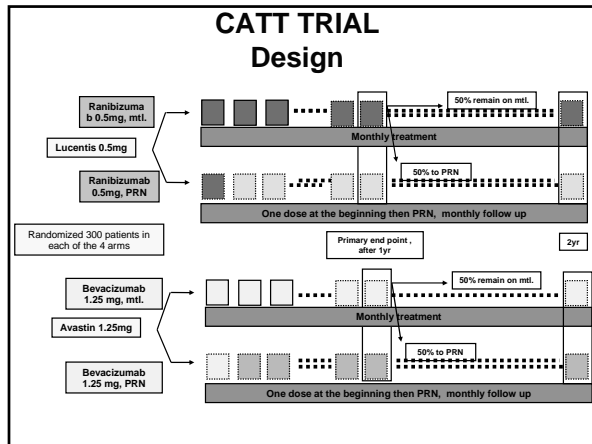 CATT TRIAL
Design
Ranibizuma
b 0.5mg, mtl.
50% remain on mtl.
Monthly treatment
Lucentis 0.5mg
50% to PRN
Ranibizumab
0.5mg, PRN
One dose at the beginning then PRN, monthly follow up
Randomized 300 patients in
each of the 4 arms
Primary end point ,
after 1yr
2yr
Bevacizumab
1.25 mg, mtl.
50% remain on mtl.
Monthly treatment
Avastin 1.25mg
50% to PRN
Bevacizumab
1.25 mg, PRN
One dose at the beginning then PRN, monthly follow up